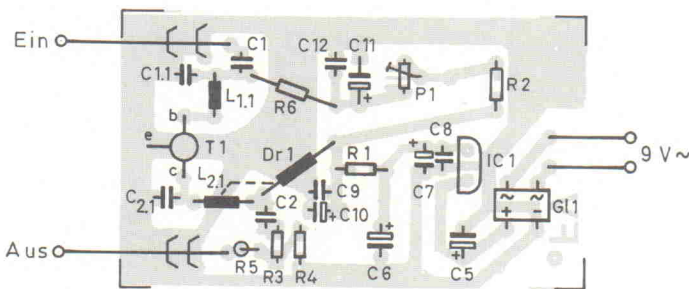 Ein
C1
C12
C11
C1.1
+
P1
R2
L1.1
R6
b
e
T1
c
Dr1
R1
C8
IC1
+
9 V~
C7
L2.1
C2.1
C9
+C10
~ ~
+ -
Gl1
C2
+
+
Aus
R5
R3
R4
C6
C5